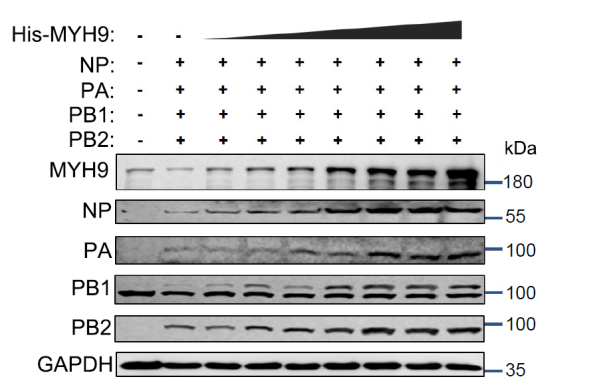 His-MYH9: - -
NP: - + + + + + + + +
PA: - + + + + + + + +
PB1: - + + + + + + + +
PB2: - + + + + + + + +
kDa
MYH9 180
NP 55
PA 100
PB1 100
PB2 100
GAPDH 35